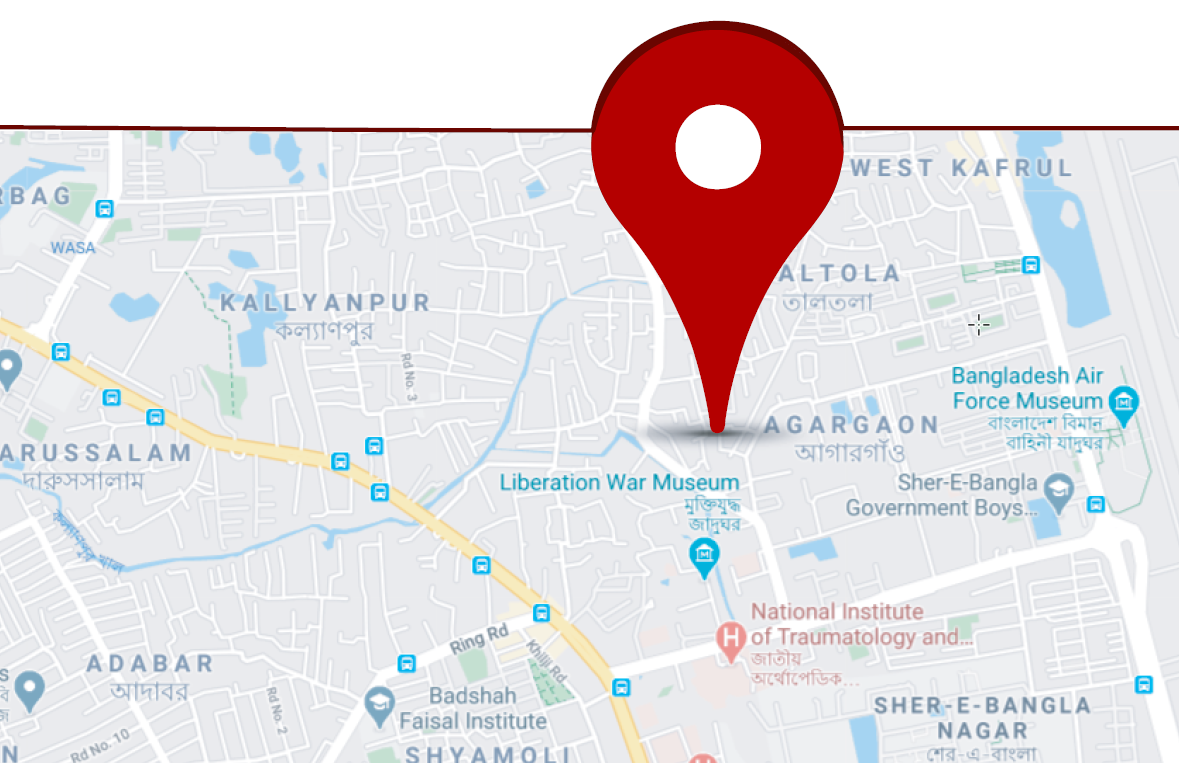 WEST KAFRUL
RBAG
WASA
ALTOLA
তালতলা
KALLYANPUR
কল্যাণপুর
Rd No. 3
Bangladesh Air
Force Museum
বাংলাদেশ বিমান
বাহিনী যাদুঘর
AGARGAON
আগারগাঁও
ARUSSALAM
দারুসসালাম
Liberation War Museum
মুক্তিযুদ্ধ
জাদুঘর
Sher-E-Bangla
Government Boys...
কল্যাণপুর খাল
National Institute
of Traumatology and...
জাতীয়
অর্থোপেডিক...
Ring Rd
Khilji Rd
ADABAR
আদাবর
Rd No. 2
Badshah
Faisal Institute
SHER-E-BANGLA
NAGAR
শের-এ-বাংলা
Rd No. 10
SHYAMOLI